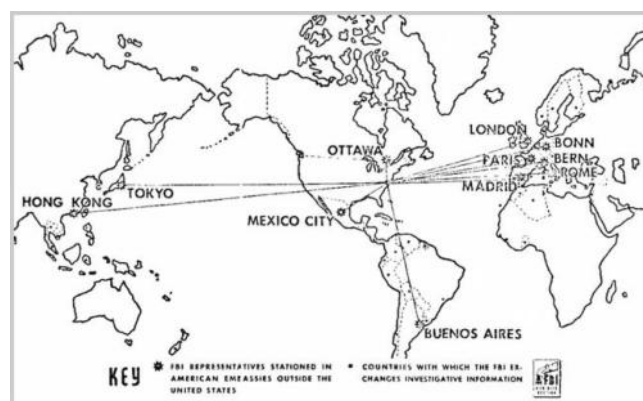 LONDON
OTTAWA
BONN
PARIS
BERN
ROME
MADRID
TOKYO
HONG KONG
MEXICO CITY
BUENOS AIRES
KEY
FBI REPRESENTATIVES STATIONED IN
AMERICAN EMBASSIES OUTSIDE THE
UNITED STATES
COUNTRIES WITH WHICH THE FBI EX-
CHANGES INVESTIGATIVE INFORMATION
FBI